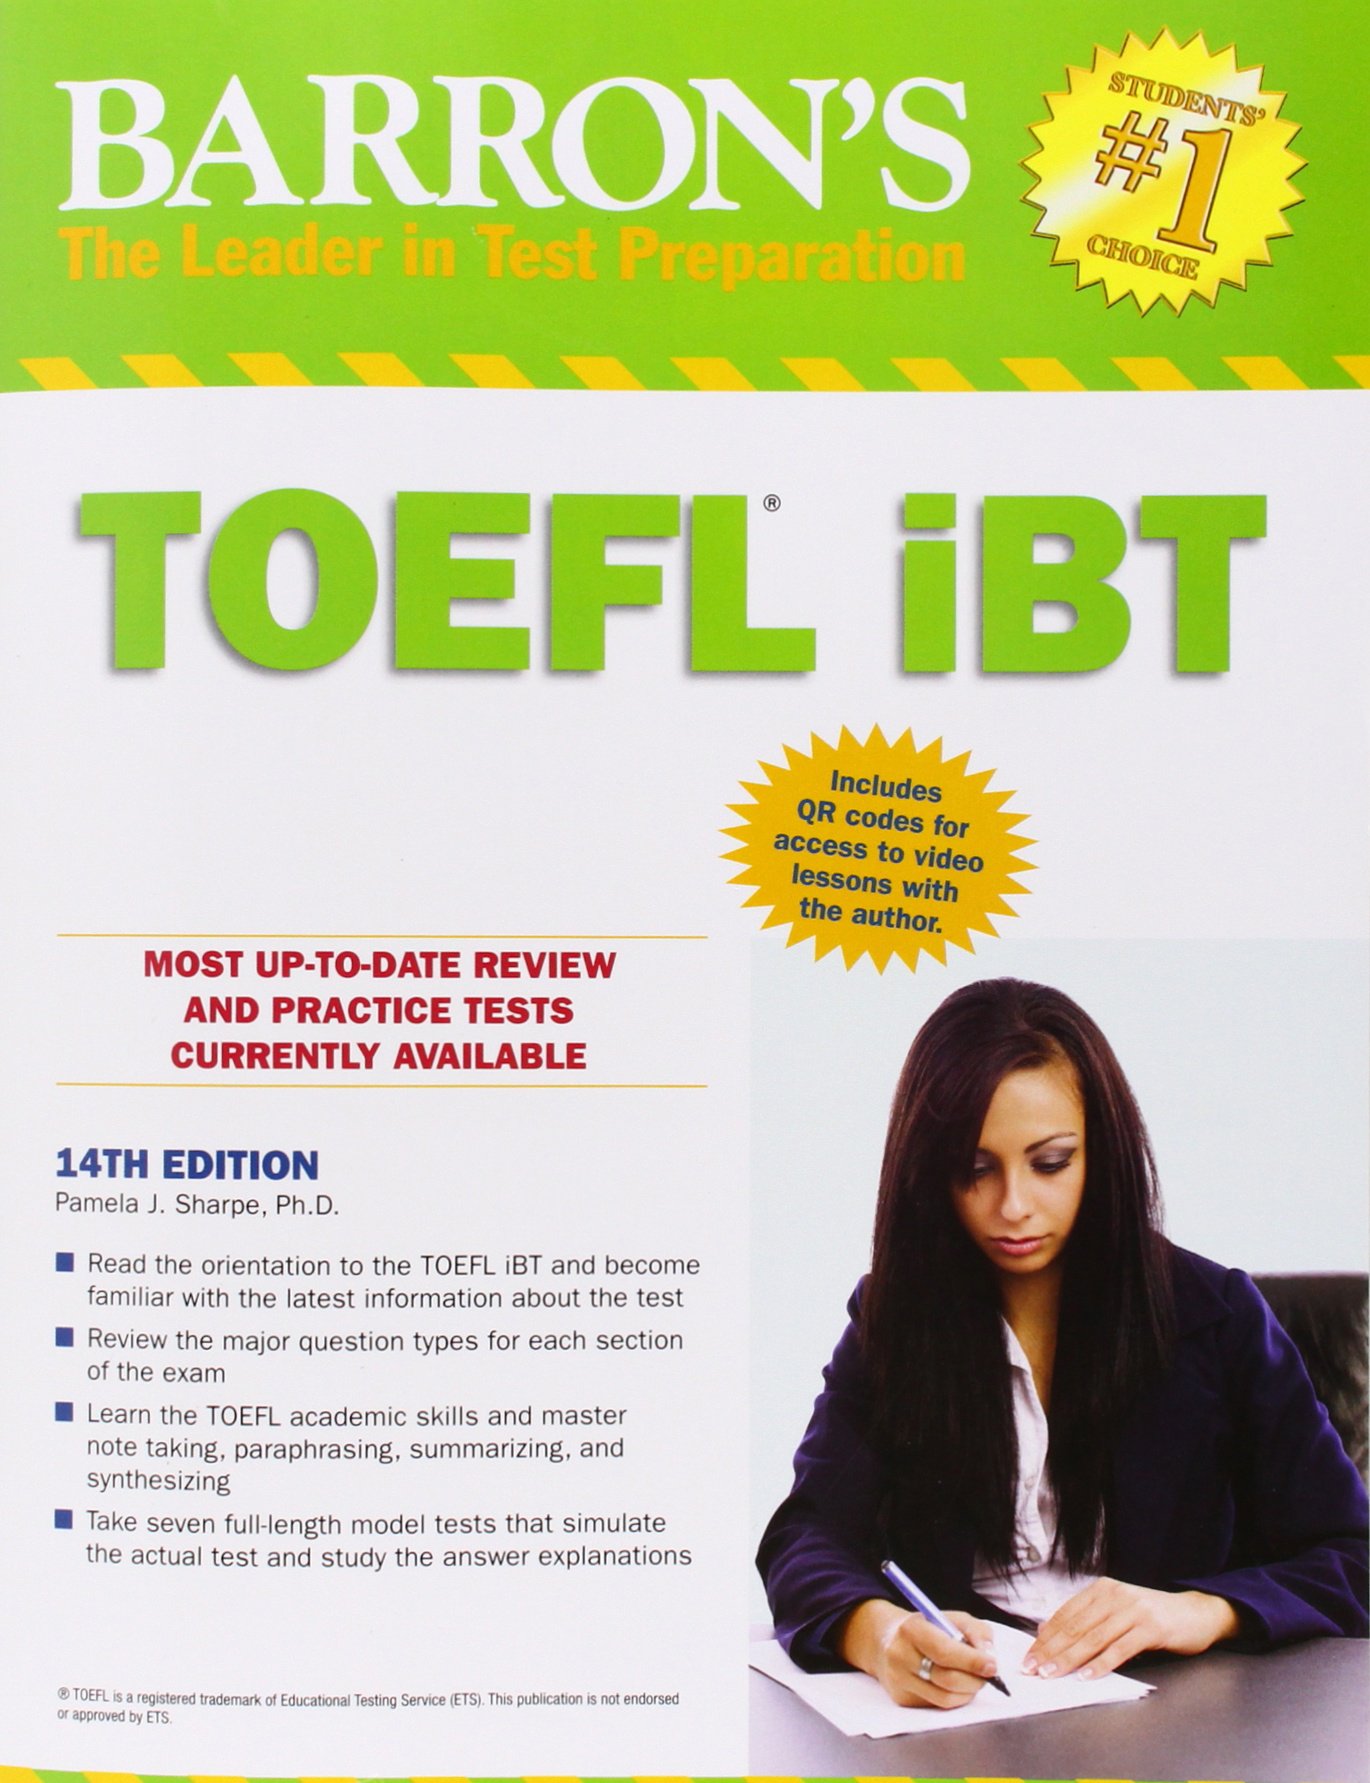 BARRON'S
The Leader in Test Preparation
STUDENTS'
#1
CHOICE
TOEFL® iBT
Includes
QR codes for
access to video
lessons with
the author.
MOST UP-TO-DATE REVIEW
AND PRACTICE TESTS
CURRENTLY AVAILABLE
14TH EDITION
Pamela J. Sharpe, Ph.D.
■ Read the orientation to the TOEFL iBT and become
familiar with the latest information about the test
■ Review the major question types for each section
of the exam
■ Learn the TOEFL academic skills and master
note taking, paraphrasing, summarizing, and
synthesizing
■ Take seven full-length model tests that simulate
the actual test and study the answer explanations
® TOEFL is a registered trademark of Educational Testing Service (ETS). This publication is not endorsed
or approved by ETS.